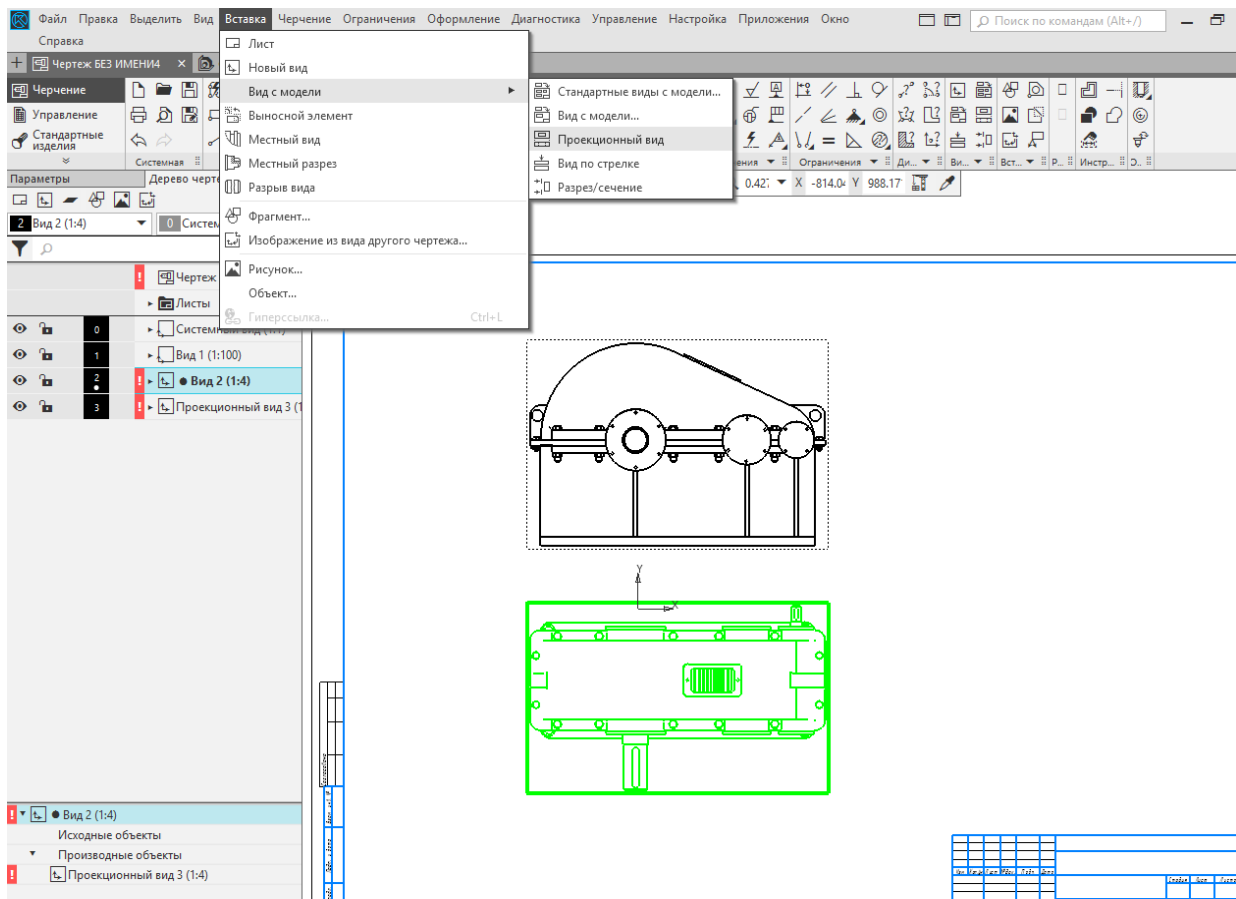 Файл Правка Выделить Вид Вставка Черчение Ограничения Оформление Диагностика Управление Настройка Приложения Окно Поиск по командам (Alt+/)
Справка
Чертеж БЕЗ ИМЕНИ4
Лист
Новый вид
Вид с модели
Выносной элемент
Местный вид
Местный разрез
Разрыв вида
Фрагмент...
Изображение из вида другого чертежа...
Рисунок...
Объект...
Гиперссылка... Ctrl+L
Стандартные виды с модели...
Вид с модели...
Проекционный вид
Вид по стрелке
Разрез/сечение
Черчение
Управление
Стандартные
изделия
Системная
ения Ограничения Ди... Ви... Вст... Р... Инстр...
0.427 X -814.04 Y 988.17
Параметры Дерево черте
2 Вид 2 (1:4) 0 Систем
Чертеж
Листы
0 Системный вид (1:1)
1 Вид 1 (1:100)
2 Вид 2 (1:4)
3 Проекционный вид 3 (1
Y
X
Вид 2 (1:4)
Исходные объекты
Производные объекты
Проекционный вид 3 (1:4)